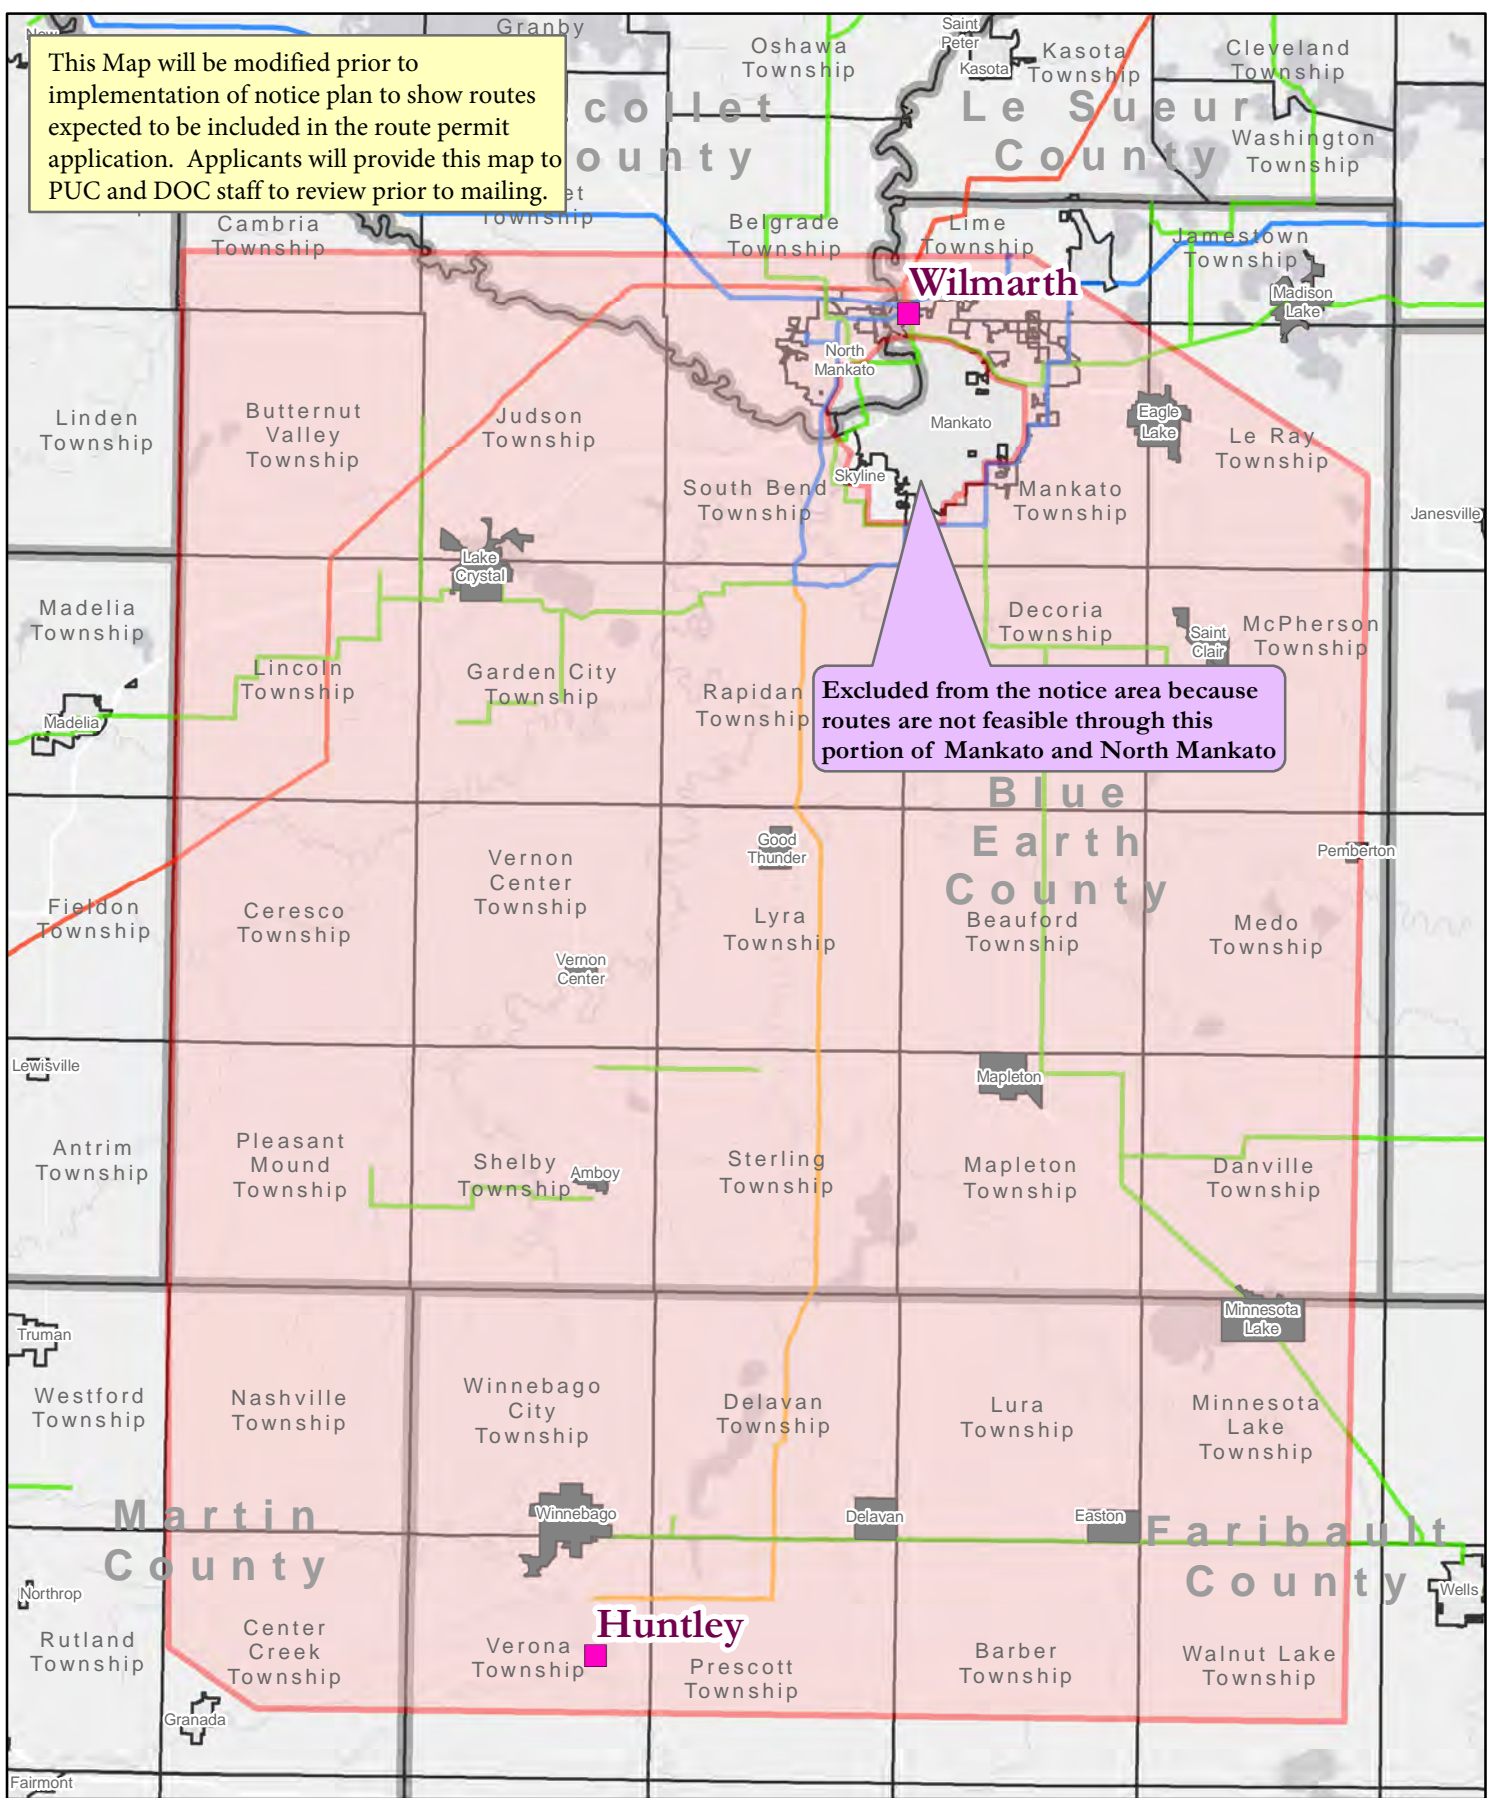 New
Granby
Oshawa
Township
Saint
Peter
Kasota
Kasota
Township
Cleveland
Township
This Map will be modified prior to
implementation of notice plan to show routes
expected to be included in the route permit
application.  Applicants will provide this map to
PUC and DOC staff to review prior to mailing.
collet
ounty
Le Sueur
County
Washington
Township
et
Township
Cambria
Township
Belgrade
Township
Lime
Township
Jamestown
Township
Wilmarth
Madison
Lake
North
Mankato
Linden
Township
Butternut
Valley
Township
Judson
Township
Mankato
Eagle
Lake
Le Ray
Township
Skyline
South Bend
Township
Mankato
Township
Janesville
Lake
Crystal
Madelia
Township
Decoria
Township
Saint
Clair
McPherson
Township
Lincoln
Township
Garden City
Township
Rapidan
Township
Excluded from the notice area because
routes are not feasible through this
portion of  Mankato and North Mankato
Madelia
Blue
Earth
County
Good
Thunder
Pemberton
Vernon
Center
Township
Fieldon
Township
Ceresco
Township
Lyra
Township
Beauford
Township
Medo
Township
Vernon
Center
Lewisville
Mapleton
Antrim
Township
Pleasant
Mound
Township
Shelby
Township
Amboy
Sterling
Township
Mapleton
Township
Danville
Township
Truman
Minnesota
Lake
Westford
Township
Nashville
Township
Winnebago
City
Township
Delavan
Township
Lura
Township
Minnesota
Lake
Township
Martin
County
Winnebago
Delavan
Easton
Faribault
County
Northrop
Wells
Rutland
Township
Center
Creek
Township
Huntley
Verona
Township
Prescott
Township
Barber
Township
Walnut Lake
Township
Granada
Fairmont